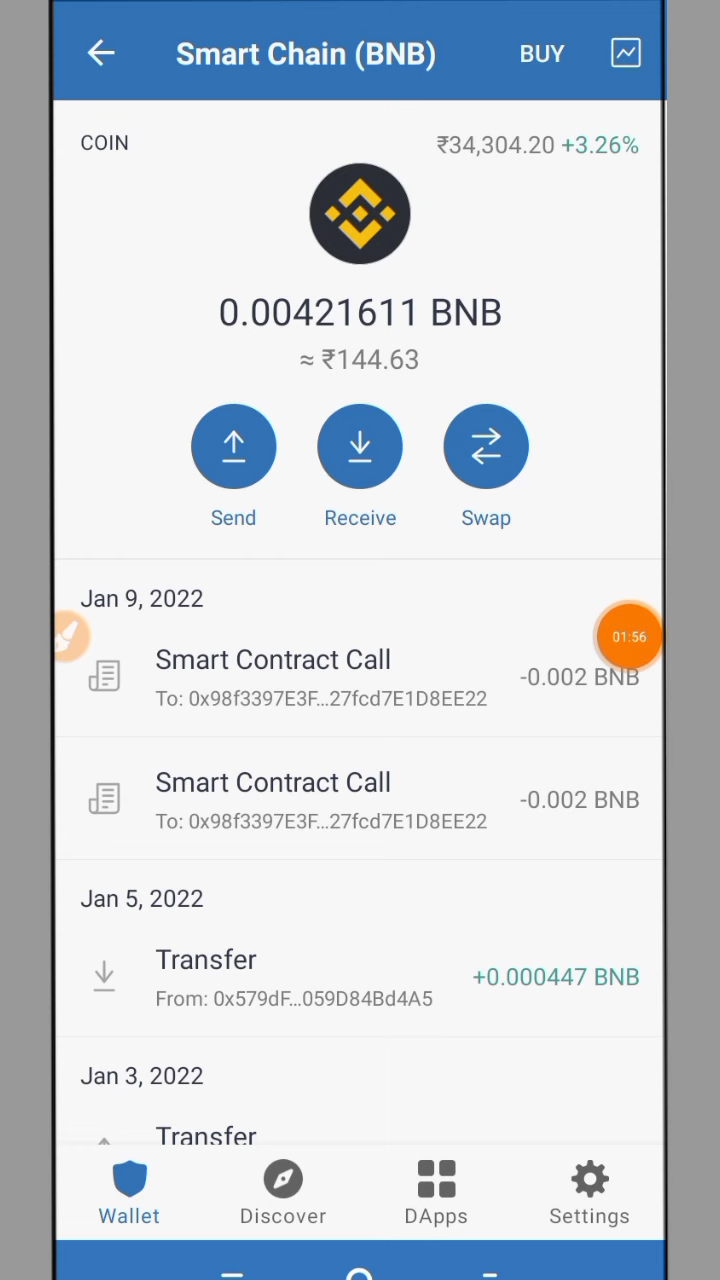 Smart Chain (BNB) BUY
COIN ₹34,304.20 +3.26%
0.00421611 BNB
≈ ₹144.63
Send Receive Swap
Jan 9, 2022
01:56
Smart Contract Call
-0.002 BNB
To: 0x98f3397E3F...27fcd7E1D8EE22
Smart Contract Call
-0.002 BNB
To: 0x98f3397E3F...27fcd7E1D8EE22
Jan 5, 2022
Transfer
+0.000447 BNB
From: 0x579dF...059D84Bd4A5
Jan 3, 2022
Transfer
Wallet Discover DApps Settings